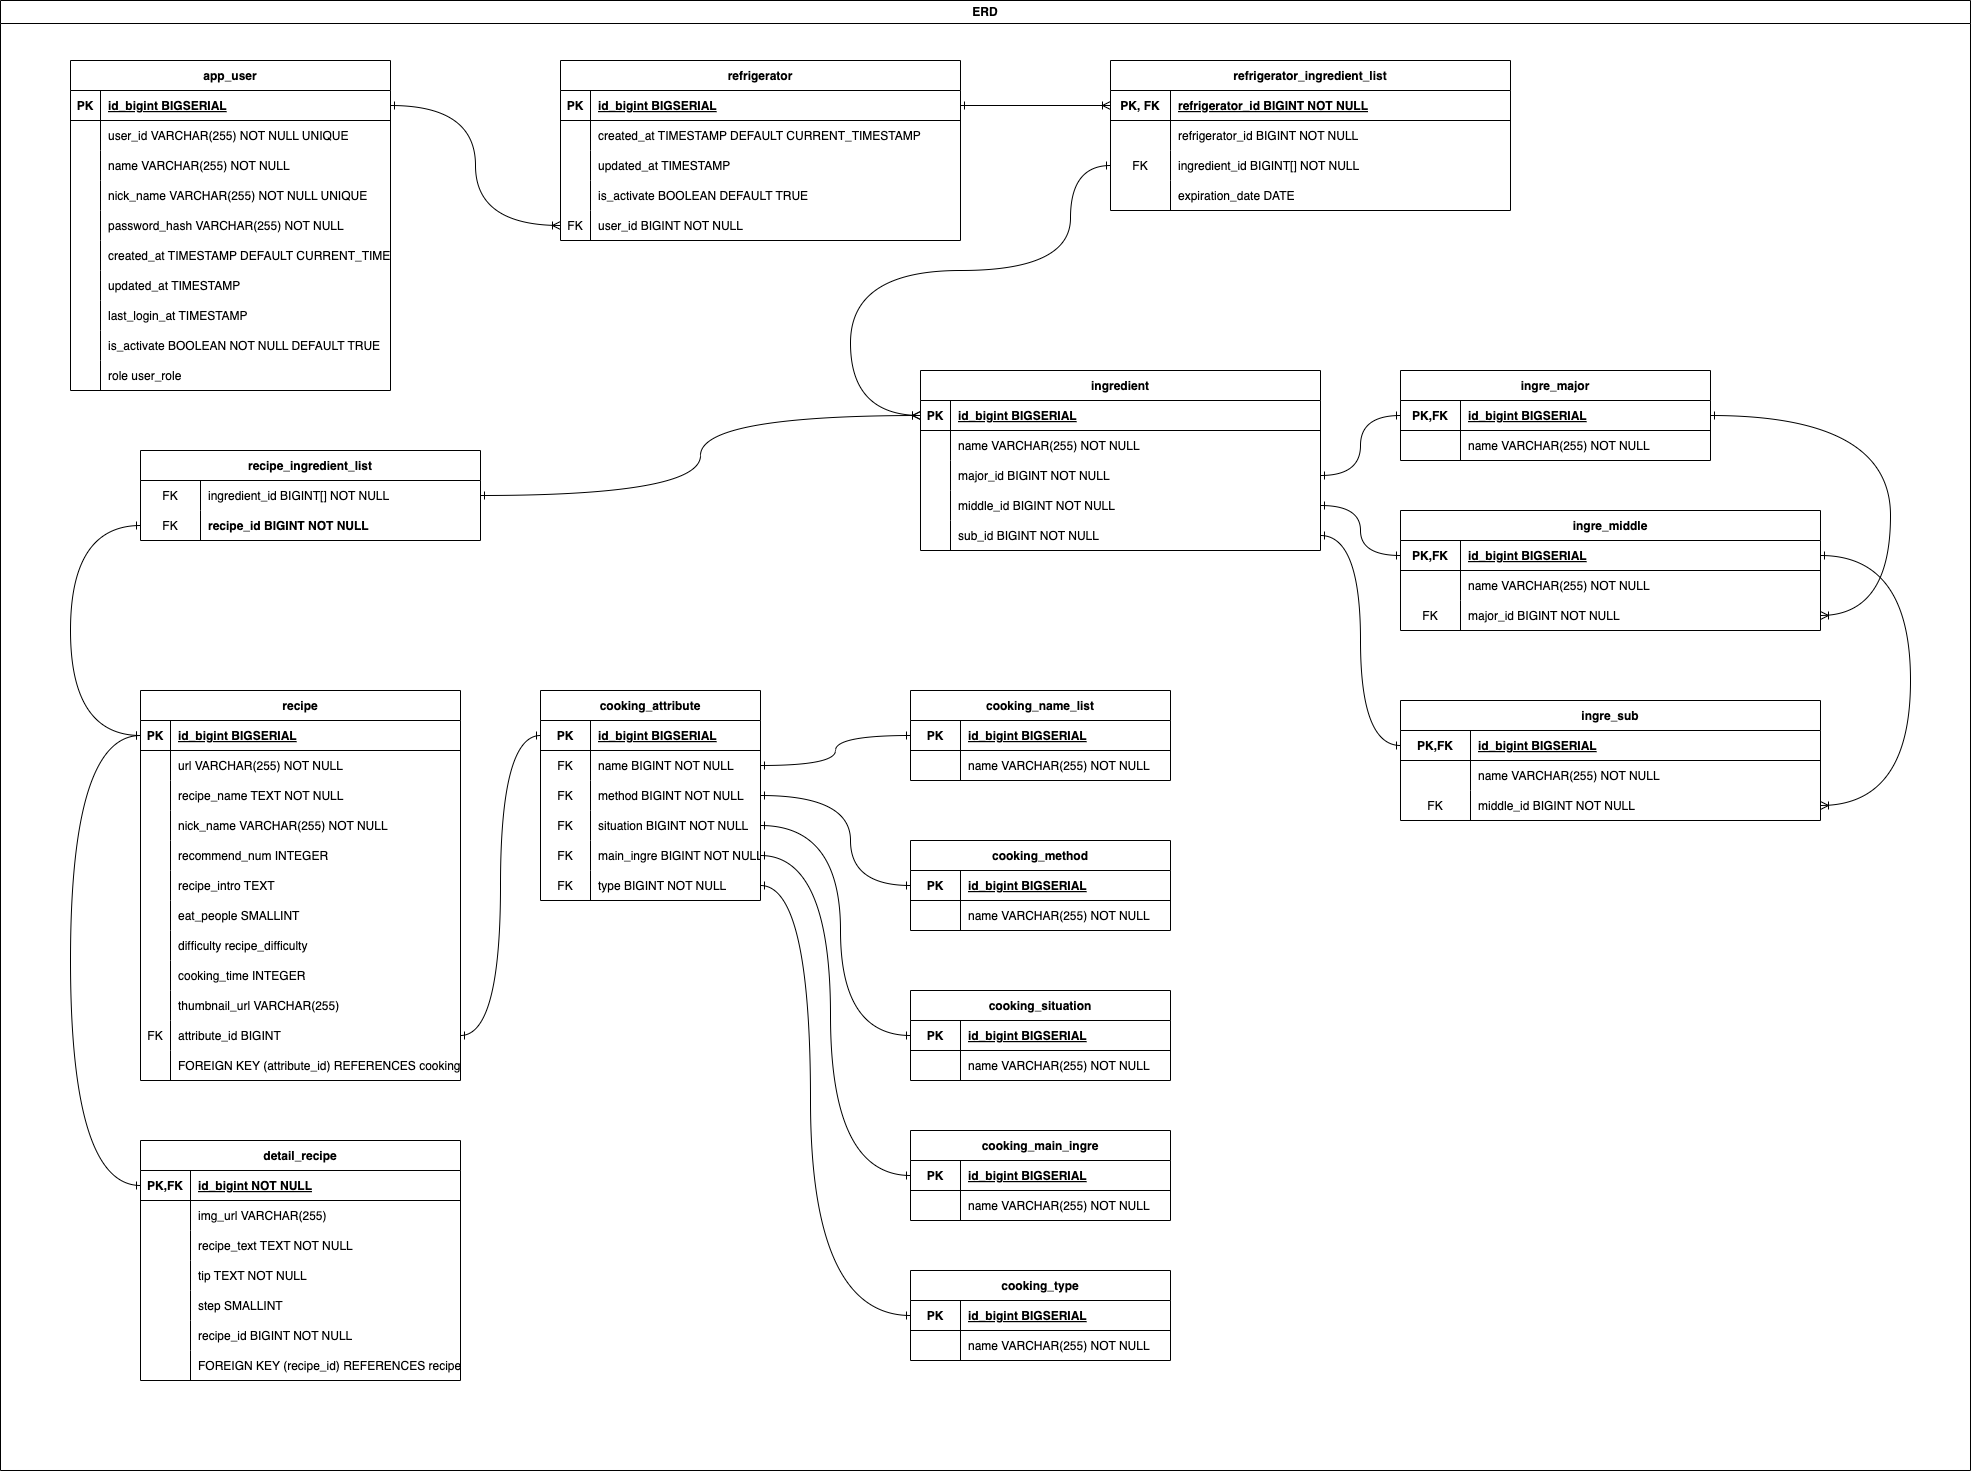 ERD
app_user
PK id_bigint BIGSERIAL
user_id VARCHAR(255) NOT NULL UNIQUE
name VARCHAR(255) NOT NULL
nick_name VARCHAR(255) NOT NULL UNIQUE
password_hash VARCHAR(255) NOT NULL
created_at TIMESTAMP DEFAULT CURRENT_TIME
updated_at TIMESTAMP
last_login_at TIMESTAMP
is_activate BOOLEAN NOT NULL DEFAULT TRUE
role user_role
refrigerator
PK id_bigint BIGSERIAL
created_at TIMESTAMP DEFAULT CURRENT_TIMESTAMP
updated_at TIMESTAMP
is_activate BOOLEAN DEFAULT TRUE
FK user_id BIGINT NOT NULL
refrigerator_ingredient_list
PK, FK refrigerator_id BIGINT NOT NULL
refrigerator_id BIGINT NOT NULL
FK ingredient_id BIGINT[] NOT NULL
expiration_date DATE
ingredient
PK id_bigint BIGSERIAL
name VARCHAR(255) NOT NULL
major_id BIGINT NOT NULL
middle_id BIGINT NOT NULL
sub_id BIGINT NOT NULL
ingre_major
PK,FK id_bigint BIGSERIAL
name VARCHAR(255) NOT NULL
ingre_middle
PK,FK id_bigint BIGSERIAL
name VARCHAR(255) NOT NULL
FK major_id BIGINT NOT NULL
ingre_sub
PK,FK id_bigint BIGSERIAL
name VARCHAR(255) NOT NULL
FK middle_id BIGINT NOT NULL
recipe_ingredient_list
FK ingredient_id BIGINT[] NOT NULL
FK recipe_id BIGINT NOT NULL
recipe
PK id_bigint BIGSERIAL
url VARCHAR(255) NOT NULL
recipe_name TEXT NOT NULL
nick_name VARCHAR(255) NOT NULL
recommend_num INTEGER
recipe_intro TEXT
eat_people SMALLINT
difficulty recipe_difficulty
cooking_time INTEGER
thumbnail_url VARCHAR(255)
FK attribute_id BIGINT
FOREIGN KEY (attribute_id) REFERENCES cooking
cooking_attribute
PK id_bigint BIGSERIAL
FK name BIGINT NOT NULL
FK method BIGINT NOT NULL
FK situation BIGINT NOT NULL
FK main_ingre BIGINT NOT NULL
FK type BIGINT NOT NULL
cooking_name_list
PK id_bigint BIGSERIAL
name VARCHAR(255) NOT NULL
cooking_method
PK id_bigint BIGSERIAL
name VARCHAR(255) NOT NULL
cooking_situation
PK id_bigint BIGSERIAL
name VARCHAR(255) NOT NULL
cooking_main_ingre
PK id_bigint BIGSERIAL
name VARCHAR(255) NOT NULL
cooking_type
PK id_bigint BIGSERIAL
name VARCHAR(255) NOT NULL
detail_recipe
PK,FK id_bigint NOT NULL
img_url VARCHAR(255)
recipe_text TEXT NOT NULL
tip TEXT NOT NULL
step SMALLINT
recipe_id BIGINT NOT NULL
FOREIGN KEY (recipe_id) REFERENCES recipe